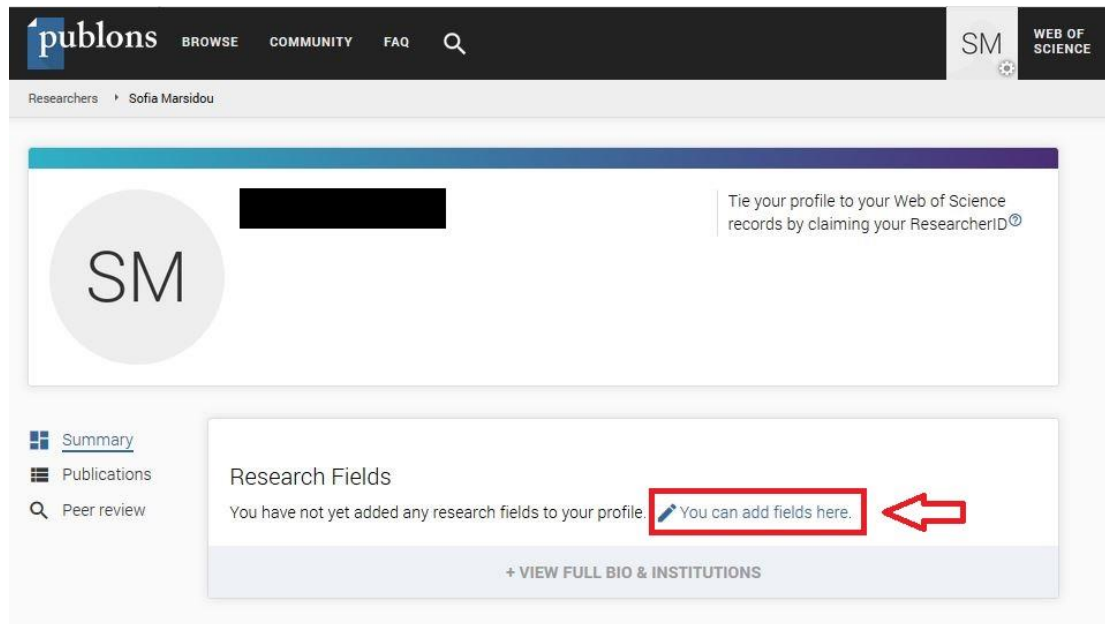 publons BROWSE COMMUNITY FAQ SM WEB OF SCIENCE
Researchers ‣ Sofia Marsidou
Tie your profile to your Web of Science
records by claiming your ResearcherID?
SM
Summary
Publications
Peer review
Research Fields
You have not yet added any research fields to your profile. You can add fields here.
+ VIEW FULL BIO & INSTITUTIONS